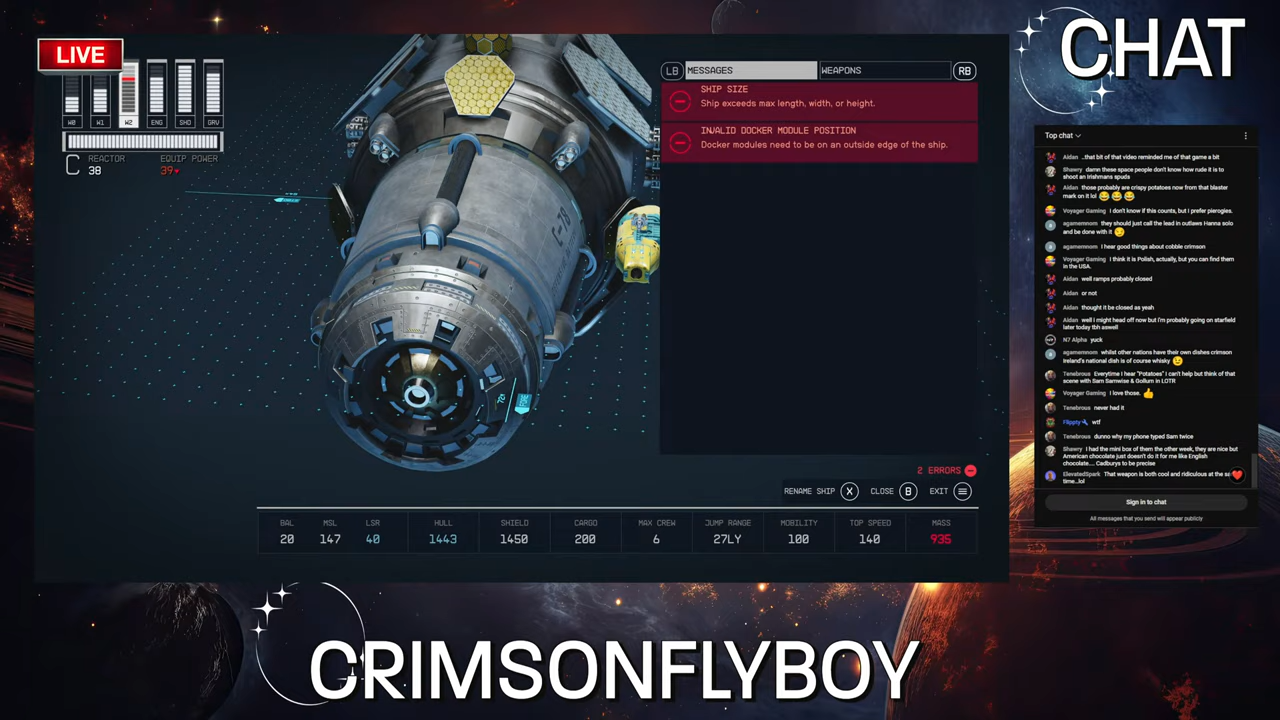 LIVE
CHAT
W0 W1 W2 ENG SHD GRV
C REACTOR 38 EQUIP POWER 39
LB MESSAGES WEAPONS RB
SHIP SIZE
Ship exceeds max length, width, or height.
INVALID DOCKER MODULE POSITION
Docker modules need to be on an outside edge of the ship.
C-78
2 ERRORS
RENAME SHIP X CLOSE B EXIT
BAL MSL LSR HULL SHIELD CARGO MAX CREW JUMP RANGE MOBILITY TOP SPEED MASS
20 147 40 1443 1450 200 6 27LY 100 140 935
Top chat
Aidan ...that bit of that video reminded me of that game a bit
Shawry damn these space people don't know how rude it is to
shoot an Irishmans spuds
Aidan those probably are crispy potatoes now from that blaster
mark on it lol 😂 😂 😂
Voyager Gaming I don't know if this counts, but I prefer pierogies.
agamemnom they should just call the lead in outlaws Hanna solo
and be done with it
agamemnom I hear good things about cobble crimson
Voyager Gaming I think it is Polish, actually, but you can find them
in the USA.
Aidan well ramps probably closed
Aidan or not
Aidan thought it be closed as yeah
Aidan well i might head off now but i'm probably going on starfield
later today tbh aswell
N7 Alpha yuck
agamemnom whilst other nations have their own dishes crimson
Ireland's national dish is of course whisky 😉
Tenebrous Everytime I hear "Potatoes" I can't help but think of that
scene with Sam Samwise & Gollum in LOTR
Voyager Gaming I love those. 👍
Tenebrous never had it
Flippty wtf
Tenebrous dunno why my phone typed Sam twice
Shawry I had the mini box of them the other week, they are nice but
American chocolate just doesn't do it for me like English
chocolate.... Cadburys to be precise
ElevatedSpark That weapon is both cool and ridiculous at the
time...lol
Sign in to chat
All messages that you send will appear publicly
CRIMSONFLYBOY